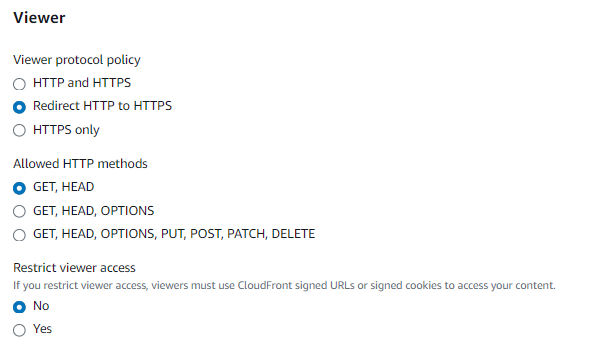 Viewer
Viewer protocol policy
HTTP and HTTPS
Redirect HTTP to HTTPS
HTTPS only
Allowed HTTP methods
GET, HEAD
GET, HEAD, OPTIONS
GET, HEAD, OPTIONS, PUT, POST, PATCH, DELETE
Restrict viewer access
If you restrict viewer access, viewers must use CloudFront signed URLs or signed cookies to access your content.
No
Yes